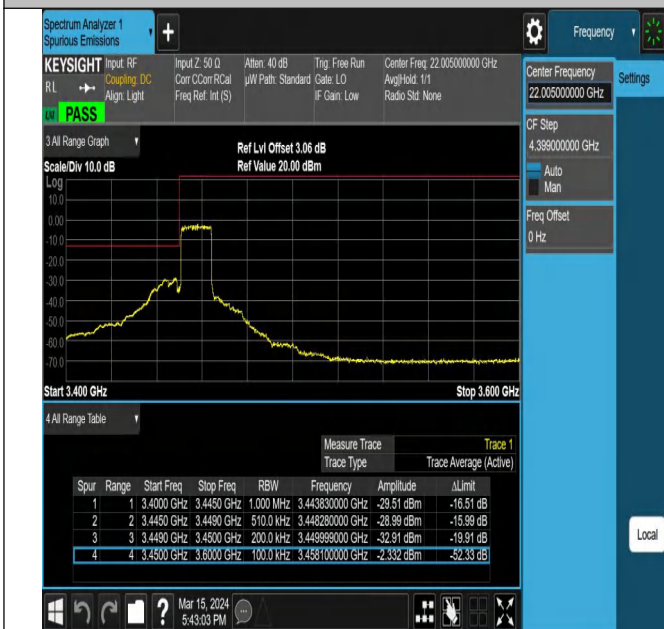 Spectrum Analyzer 1
Spurious Emissions
+
Frequency
KEYSIGHT
RL
Input: RF
Coupling: DC
Align: Light
Input Z: 50 Ω
Corr CCorr RCal
Freq Ref: Int (S)
Atten: 40 dB
µW Path: Standard
Trig: Free Run
Gate: LO
IF Gain: Low
Center Freq: 22.005000000 GHz
Avg|Hold: 1/1
Radio Std: None
PASS
Center Frequency
22.005000000 GHz
Settings
CF Step
4.399000000 GHz
Auto
Man
Freq Offset
0 Hz
3 All Range Graph
Scale/Div 10.0 dB
Ref Lvl Offset 3.06 dB
Ref Value 20.00 dBm
Log
10.0
0.00
-10.0
-20.0
-30.0
-40.0
-50.0
-60.0
-70.0
Start 3.400 GHz
Stop 3.600 GHz
4 All Range Table
Measure Trace Trace 1
Trace Type Trace Average (Active)
Spur Range Start Freq Stop Freq RBW Frequency Amplitude ΔLimit
1 1 3.4000 GHz 3.4450 GHz 1.000 MHz 3.443830000 GHz -29.51 dBm -16.51 dB
2 2 3.4450 GHz 3.4490 GHz 510.0 kHz 3.448280000 GHz -28.99 dBm -15.99 dB
3 3 3.4490 GHz 3.4500 GHz 200.0 kHz 3.449999000 GHz -32.91 dBm -19.91 dB
4 4 3.4500 GHz 3.6000 GHz 100.0 kHz 3.458100000 GHz -2.332 dBm -52.33 dB
Local
?
Mar 15, 2024
5:43:03 PM